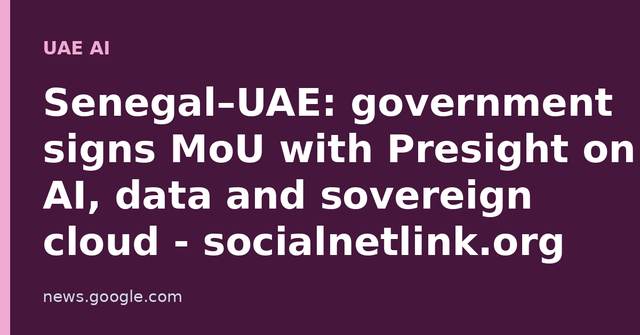 UAE AI
Senegal–UAE: government
signs MoU with Presight on
AI, data and sovereign
cloud - socialnetlink.org
news.google.com